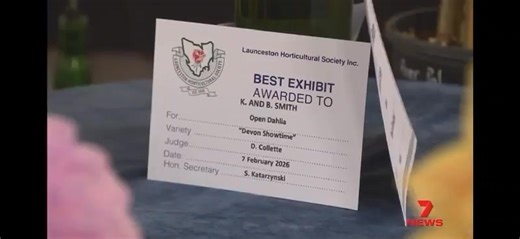 Launceston Horticultural Society Inc.
BEST EXHIBIT
AWARDED TO
K. AND B. SMITH
For Open Dahlia
Variety "Devon Showtime"
Judge D. Collette
Date 7 February 2026
Hon. Secretary S. Katarzynski
7NEWS